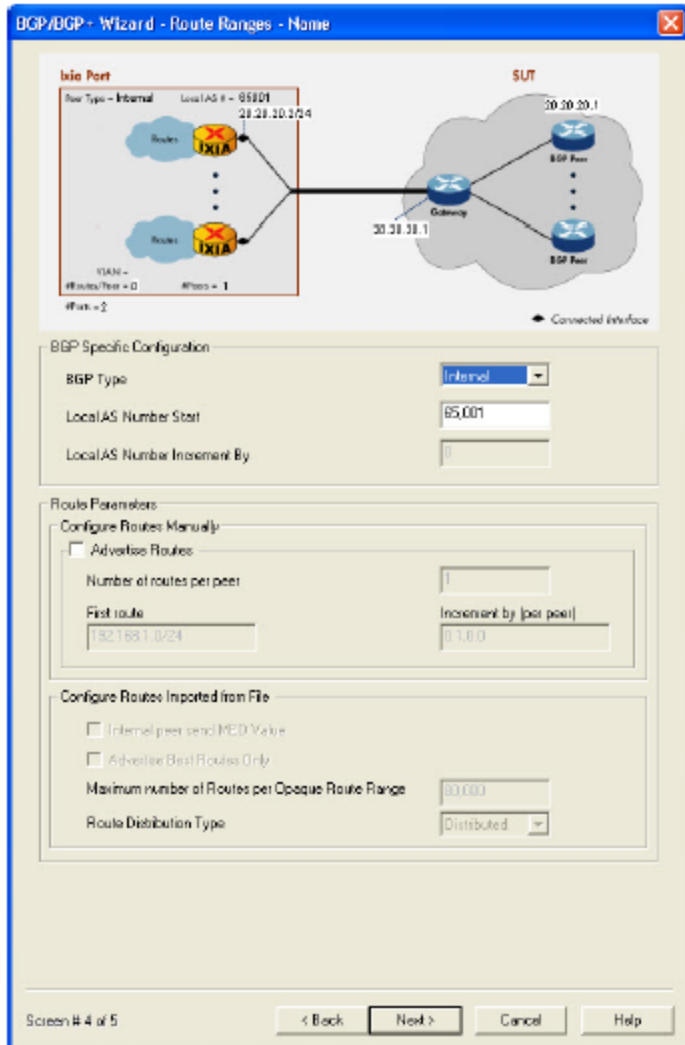 BGP/BGP+ Wizard - Route Ranges - Name
Ixia Port
SUT
Peer Type = Internal Local AS # = 65001
20.20.20.2/24
20.20.20.1
Routes
IXIA
BGP Peer
Gateway
20.20.20.1
Routes
IXIA
BGP Peer
VLAN =
#Routes/Peer = 0 #Peers = 1
#Ports = 2
Connected Interface
BGP Specific Configuration
BGP Type Internal
Local AS Number Start 65,001
Local AS Number Increment By 0
Route Parameters
Configure Routes Manually
Advertise Routes
Number of routes per peer 1
First route Increment by (per peer)
192.168.1.0/24 0.1.0.0
Configure Routes Imported from File
Internal peer send MED Value
Advertise Best Routes Only
Maximum number of Routes per Opaque Route Range 80,000
Route Distribution Type Distributed
Screen # 4 of 5 < Back Next > Cancel Help